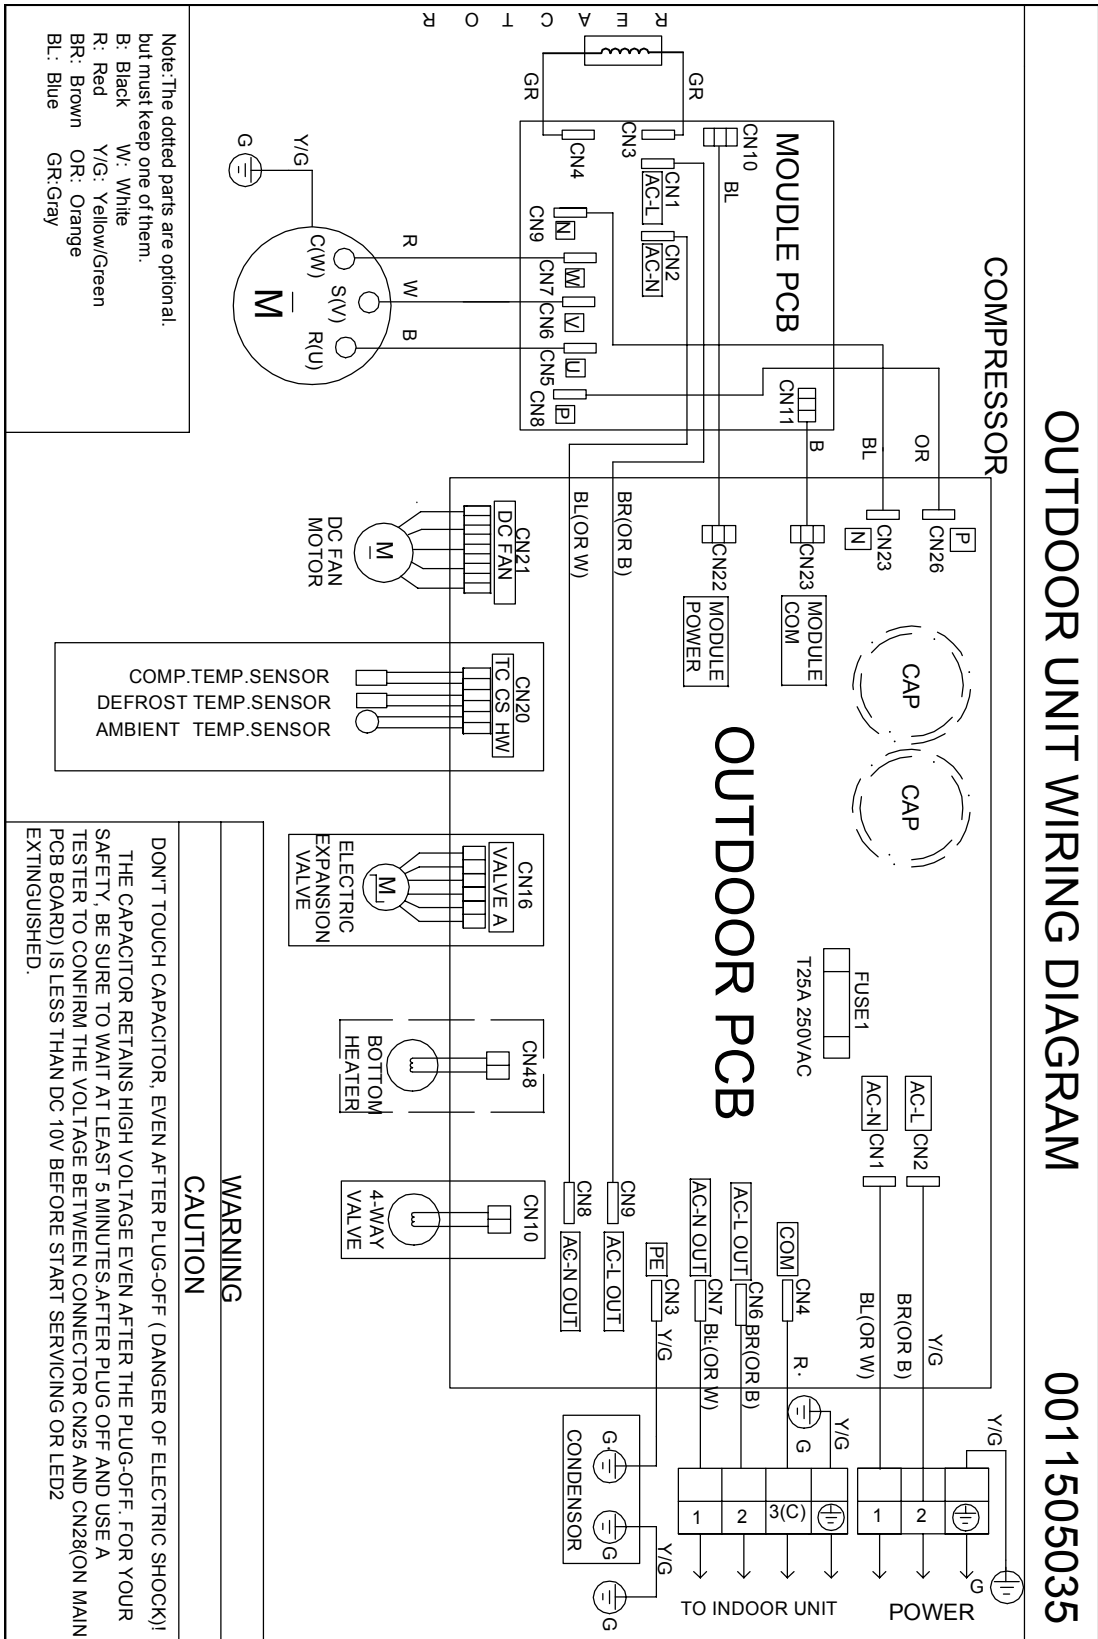 OUTDOOR UNIT WIRING DIAGRAM
0011505035
COMPRESSOR
REACTOR
GR
GR
MOUDLE PCB
CN10
BL
CN3
CN4
CN1
AC-L
CN2
AC-N
CN9
N
CN7
W
CN6
V
CN5
U
CN8
P
CN11
B
BL
OR
R
W
B
Y/G
G
C(W)
S(V)
R(U)
M
P
CN26
N
CN23
CN23
MODULE
COM
CN22
MODULE
POWER
BR(OR B)
BL(OR W)
CAP
CAP
OUTDOOR PCB
FUSE1
T25A 250VAC
CN21
DC FAN
M
DC FAN
MOTOR
CN20
TC CS HW
COMP.TEMP.SENSOR
DEFROST TEMP.SENSOR
AMBIENT TEMP.SENSOR
CN16
VALVE A
M
ELECTRIC
EXPANSION
VALVE
CN48
BOTTOM
HEATER
CN10
4-WAY
VALVE
AC-L CN2
AC-N CN1
Y/G
BR(OR B)
BL(OR W)
COM
CN4
R.
AC-L OUT
CN6
BR(OR B)
AC-N OUT
CN7
BL(OR W)
PE
CN3
Y/G
CN9
AC-L OUT
CN8
AC-N OUT
Y/G
G
Y/G
G
1
2
POWER
1
2
3(C)
TO INDOOR UNIT
G.
G
CONDENSOR
Y/G
G
Note:The dotted parts are optional.
but must keep one of them.
B: Black W: White
R: Red Y/G: Yellow/Green
BR: Brown OR: Orange
BL: Blue GR:Gray
WARNING
CAUTION
DON'T TOUCH CAPACITOR, EVEN AFTER PLUG-OFF ( DANGER OF ELECTRIC SHOCK)!
THE CAPACITOR RETAINS HIGH VOLTAGE EVEN AFTER THE PLUG-OFF. FOR YOUR
SAFETY, BE SURE TO WAIT AT LEAST 5 MINUTES.AFTER PLUG OFF AND USE A
TESTER TO CONFIRM THE VOLTAGE BETWEEN CONNECTOR CN25 AND CN28(ON MAIN
PCB BOARD) IS LESS THAN DC 10V BEFORE START SERVICING OR LED2
EXTINGUISHED.